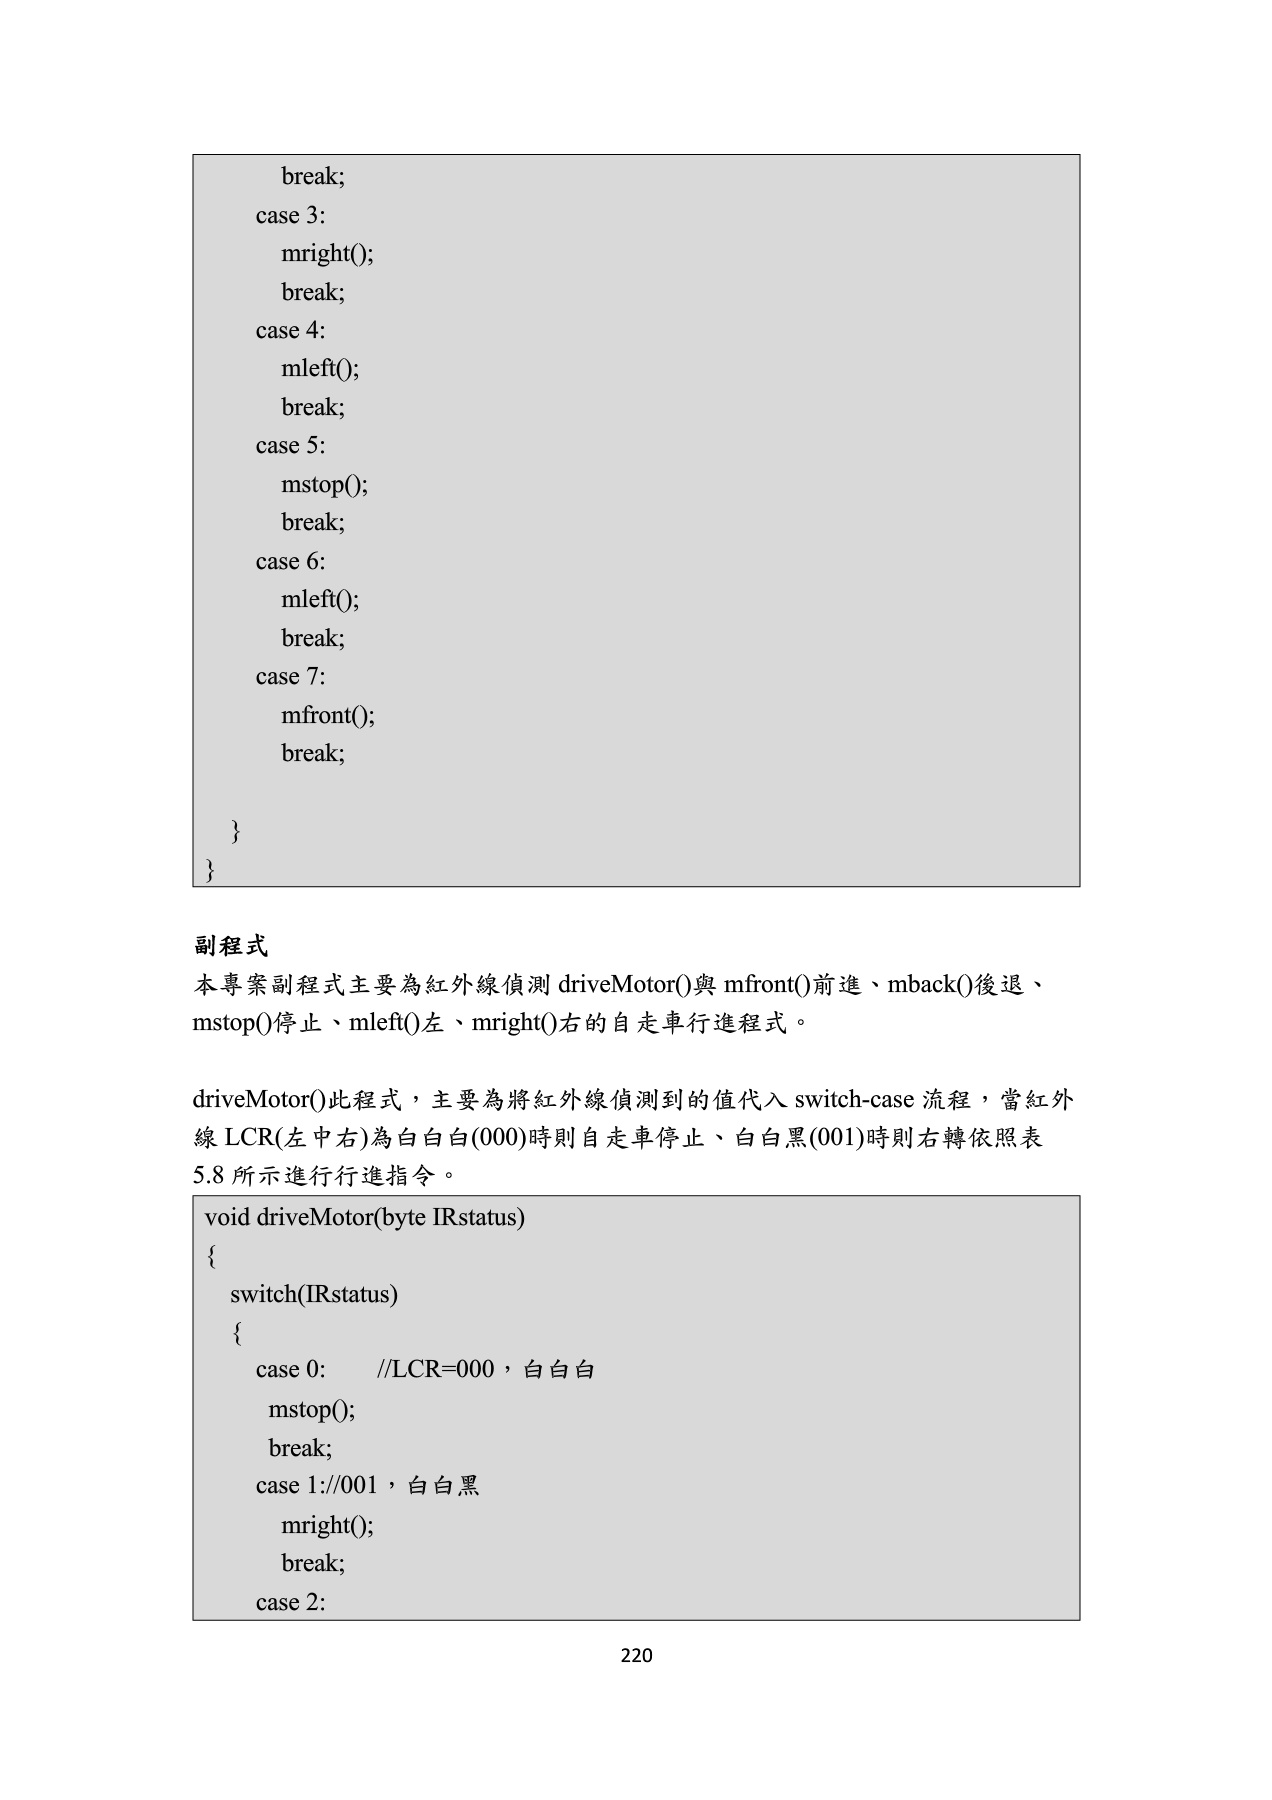 break;
case 3:
mright();
break;
case 4:
mleft();
break;
case 5:
mstop();
break;
case 6:
mleft();
break;
case 7:
mfront();
break;
}
}
副程式
本專案副程式主要為紅外線偵測 driveMotor()與 mfront()前進、mback()後退、
mstop()停止、mleft()左、mright()右的自走車行進程式。
driveMotor()此程式，主要為將紅外線偵測到的值代入 switch-case 流程，當紅外
線 LCR(左中右)為白白白(000)時則自走車停止、白白黑(001)時則右轉依照表
5.8 所示進行行進指令。
void driveMotor(byte IRstatus)
{
switch(IRstatus)
{
case 0: //LCR=000，白白白
mstop();
break;
case 1://001，白白黑
mright();
break;
case 2:
220